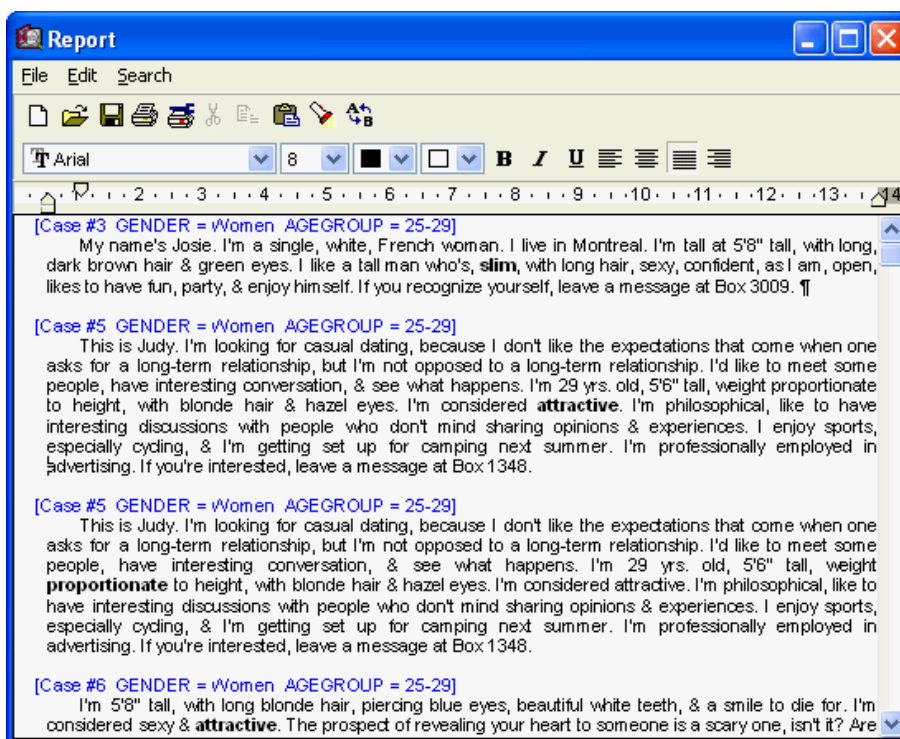 Report
File Edit Search
Arial 8 B I U
2 3 4 5 6 7 8 9 10 11 12 13 14
[Case #3 GENDER = Women AGEGROUP = 25-29]
My name's Josie. I'm a single, white, French woman. I live in Montreal. I'm tall at 5'8" tall, with long,
dark brown hair & green eyes. I like a tall man who's, slim, with long hair, sexy, confident, as I am, open,
likes to have fun, party, & enjoy himself. If you recognize yourself, leave a message at Box 3009. ¶
[Case #5 GENDER = Women AGEGROUP = 25-29]
This is Judy. I'm looking for casual dating, because I don't like the expectations that come when one
asks for a long-term relationship, but I'm not opposed to a long-term relationship. I'd like to meet some
people, have interesting conversation, & see what happens. I'm 29 yrs. old, 5'6" tall, weight proportionate
to height, with blonde hair & hazel eyes. I'm considered attractive. I'm philosophical, like to have
interesting discussions with people who don't mind sharing opinions & experiences. I enjoy sports,
especially cycling, & I'm getting set up for camping next summer. I'm professionally employed in
advertising. If you're interested, leave a message at Box 1348.
[Case #5 GENDER = Women AGEGROUP = 25-29]
This is Judy. I'm looking for casual dating, because I don't like the expectations that come when one
asks for a long-term relationship, but I'm not opposed to a long-term relationship. I'd like to meet some
people, have interesting conversation, & see what happens. I'm 29 yrs. old, 5'6" tall, weight
proportionate to height, with blonde hair & hazel eyes. I'm considered attractive. I'm philosophical, like to
have interesting discussions with people who don't mind sharing opinions & experiences. I enjoy sports,
especially cycling, & I'm getting set up for camping next summer. I'm professionally employed in
advertising. If you're interested, leave a message at Box 1348.
[Case #6 GENDER = Women AGEGROUP = 25-29]
I'm 5'8" tall, with long blonde hair, piercing blue eyes, beautiful white teeth, & a smile to die for. I'm
considered sexy & attractive. The prospect of revealing your heart to someone is a scary one, isn't it? Are